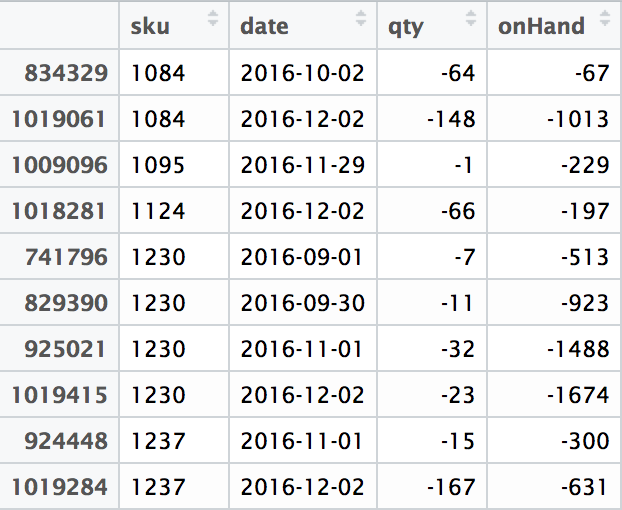 sku date qty onHand
834329 1084 2016-10-02 -64 -67
1019061 1084 2016-12-02 -148 -1013
1009096 1095 2016-11-29 -1 -229
1018281 1124 2016-12-02 -66 -197
741796 1230 2016-09-01 -7 -513
829390 1230 2016-09-30 -11 -923
925021 1230 2016-11-01 -32 -1488
1019415 1230 2016-12-02 -23 -1674
924448 1237 2016-11-01 -15 -300
1019284 1237 2016-12-02 -167 -631